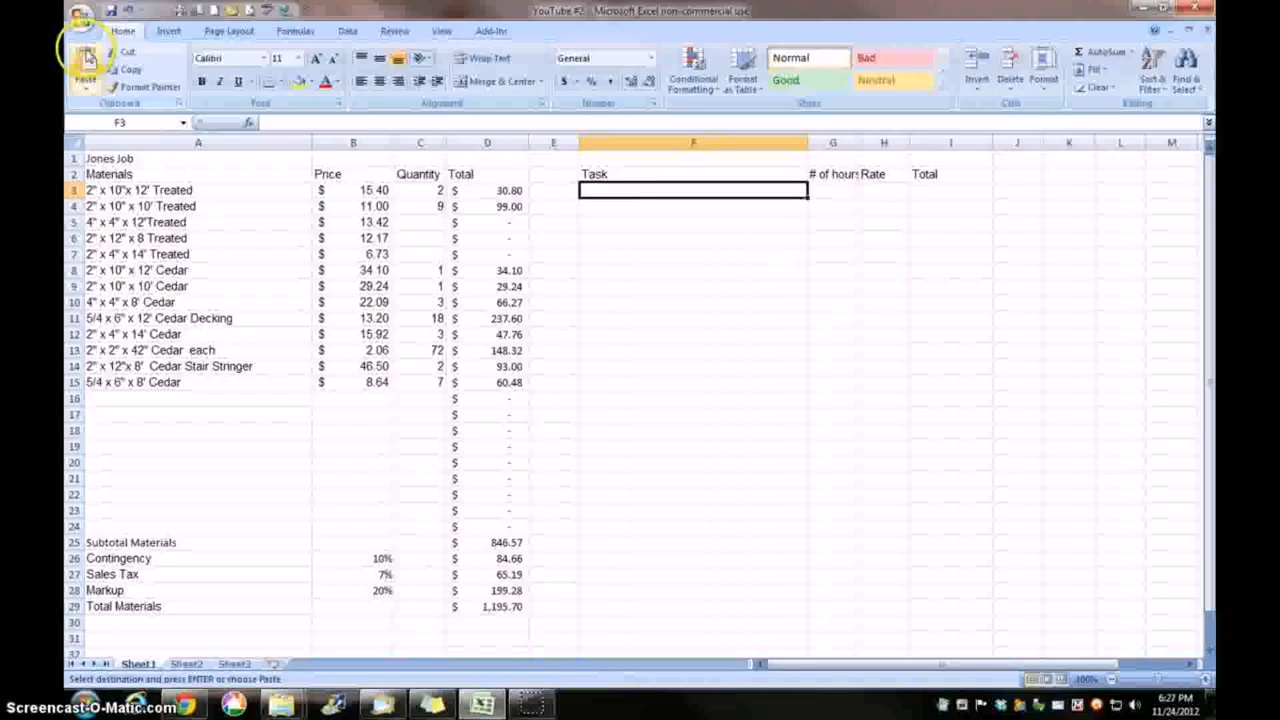 YouTube #2 - Microsoft Excel non-commercial use
Home Insert Page Layout Formulas Data Review View Add-Ins
Paste Cut Copy Format Painter
Calibri 11 B I U
Wrap Text Merge & Center
General $ % ,
Conditional Formatting Format as Table
Normal Bad Good Neutral
Insert Delete Format
Σ AutoSum Fill Clear Sort & Filter Find & Select
Clipboard Font Alignment Number Styles Cells Editing
F3 fx
A B C D E F G H I J K L M
1 Jones Job
2 Materials Price Quantity Total Task # of hours Rate Total
3 2" x 10"x 12' Treated $ 15.40 2 $ 30.80
4 2" x 10" x 10' Treated $ 11.00 9 $ 99.00
5 4" x 4" x 12'Treated $ 13.42 $ -
6 2" x 12" x 8 Treated $ 12.17 $ -
7 2" x 4" x 14' Treated $ 6.73 $ -
8 2" x 10" x 12' Cedar $ 34.10 1 $ 34.10
9 2" x 10" x 10' Cedar $ 29.24 1 $ 29.24
10 4" x 4" x 8' Cedar $ 22.09 3 $ 66.27
11 5/4 x 6" x 12' Cedar Decking $ 13.20 18 $ 237.60
12 2" x 4" x 14' Cedar $ 15.92 3 $ 47.76
13 2" x 2" x 42" Cedar each $ 2.06 72 $ 148.32
14 2" x 12"x 8' Cedar Stair Stringer $ 46.50 2 $ 93.00
15 5/4 x 6" x 8' Cedar $ 8.64 7 $ 60.48
16 $ -
17 $ -
18 $ -
19 $ -
20 $ -
21 $ -
22 $ -
23 $ -
24 $ -
25 Subtotal Materials $ 846.57
26 Contingency 10% $ 84.66
27 Sales Tax 7% $ 65.19
28 Markup 20% $ 199.28
29 Total Materials $ 1,195.70
30
31
32
Sheet1 Sheet2 Sheet3
Select destination and press ENTER or choose Paste 100%
6:27 PM
11/24/2012
Screencast-O-Matic.com